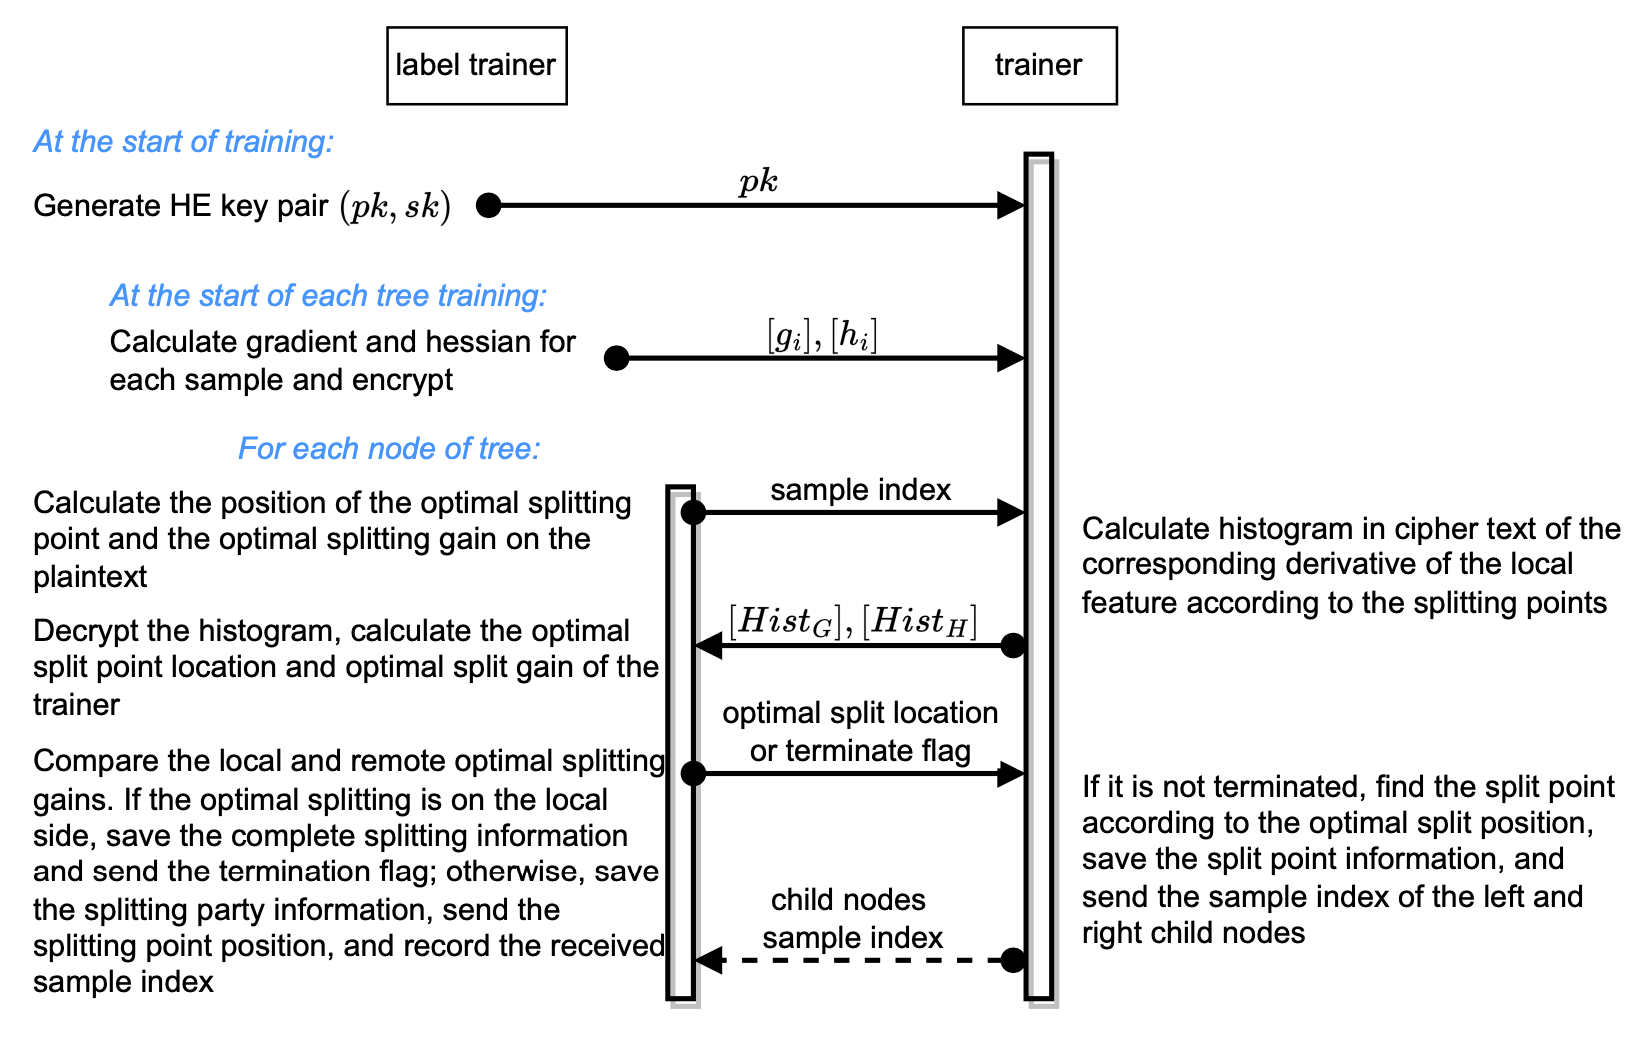 label trainer
trainer
At the start of training:
Generate HE key pair (pk, sk)
pk
At the start of each tree training:
Calculate gradient and hessian for
each sample and encrypt
[g_i], [h_i]
For each node of tree:
Calculate the position of the optimal splitting
point and the optimal splitting gain on the
plaintext
sample index
Calculate histogram in cipher text of the
corresponding derivative of the local
feature according to the splitting points
Decrypt the histogram, calculate the optimal
split point location and optimal split gain of the
trainer
[Hist_G], [Hist_H]
optimal split location
or terminate flag
Compare the local and remote optimal splitting
gains. If the optimal splitting is on the local
side, save the complete splitting information
and send the termination flag; otherwise, save
the splitting party information, send the
splitting point position, and record the received
sample index
If it is not terminated, find the split point
according to the optimal split position,
save the split point information, and
send the sample index of the left and
right child nodes
child nodes
sample index